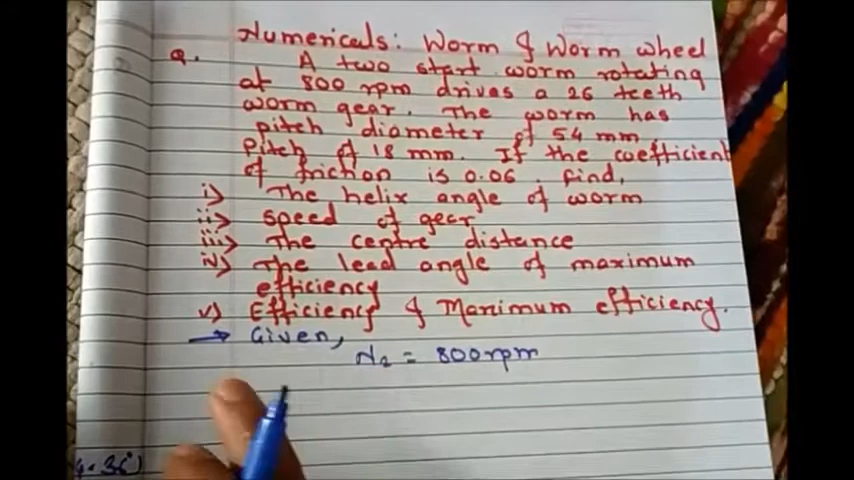 Numericals: Worm & Worm wheel
Q. A two start worm rotating
at 800 rpm drives a 26 teeth
worm gear. The worm has
pitch diameter of 54 mm.
Pitch of 18 mm. If the coefficient
of friction is 0.06. find,
i) The helix angle of worm
ii) speed of gear
iii) The centre distance
iv) The lead angle of maximum
efficiency
v) Efficiency & Maximum efficiency.
→ Given,
N₂ = 800rpm